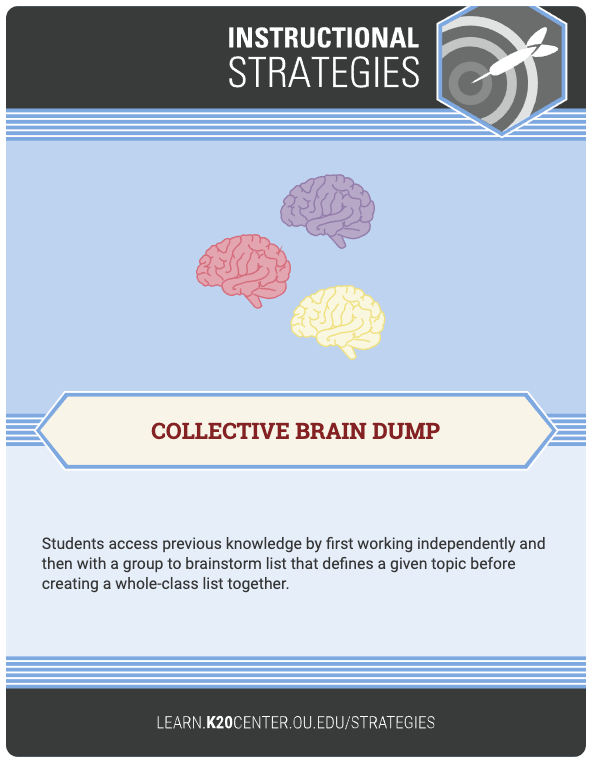 INSTRUCTIONAL
STRATEGIES
COLLECTIVE BRAIN DUMP
Students access previous knowledge by first working independently and
then with a group to brainstorm list that defines a given topic before
creating a whole-class list together.
LEARN.K20CENTER.OU.EDU/STRATEGIES